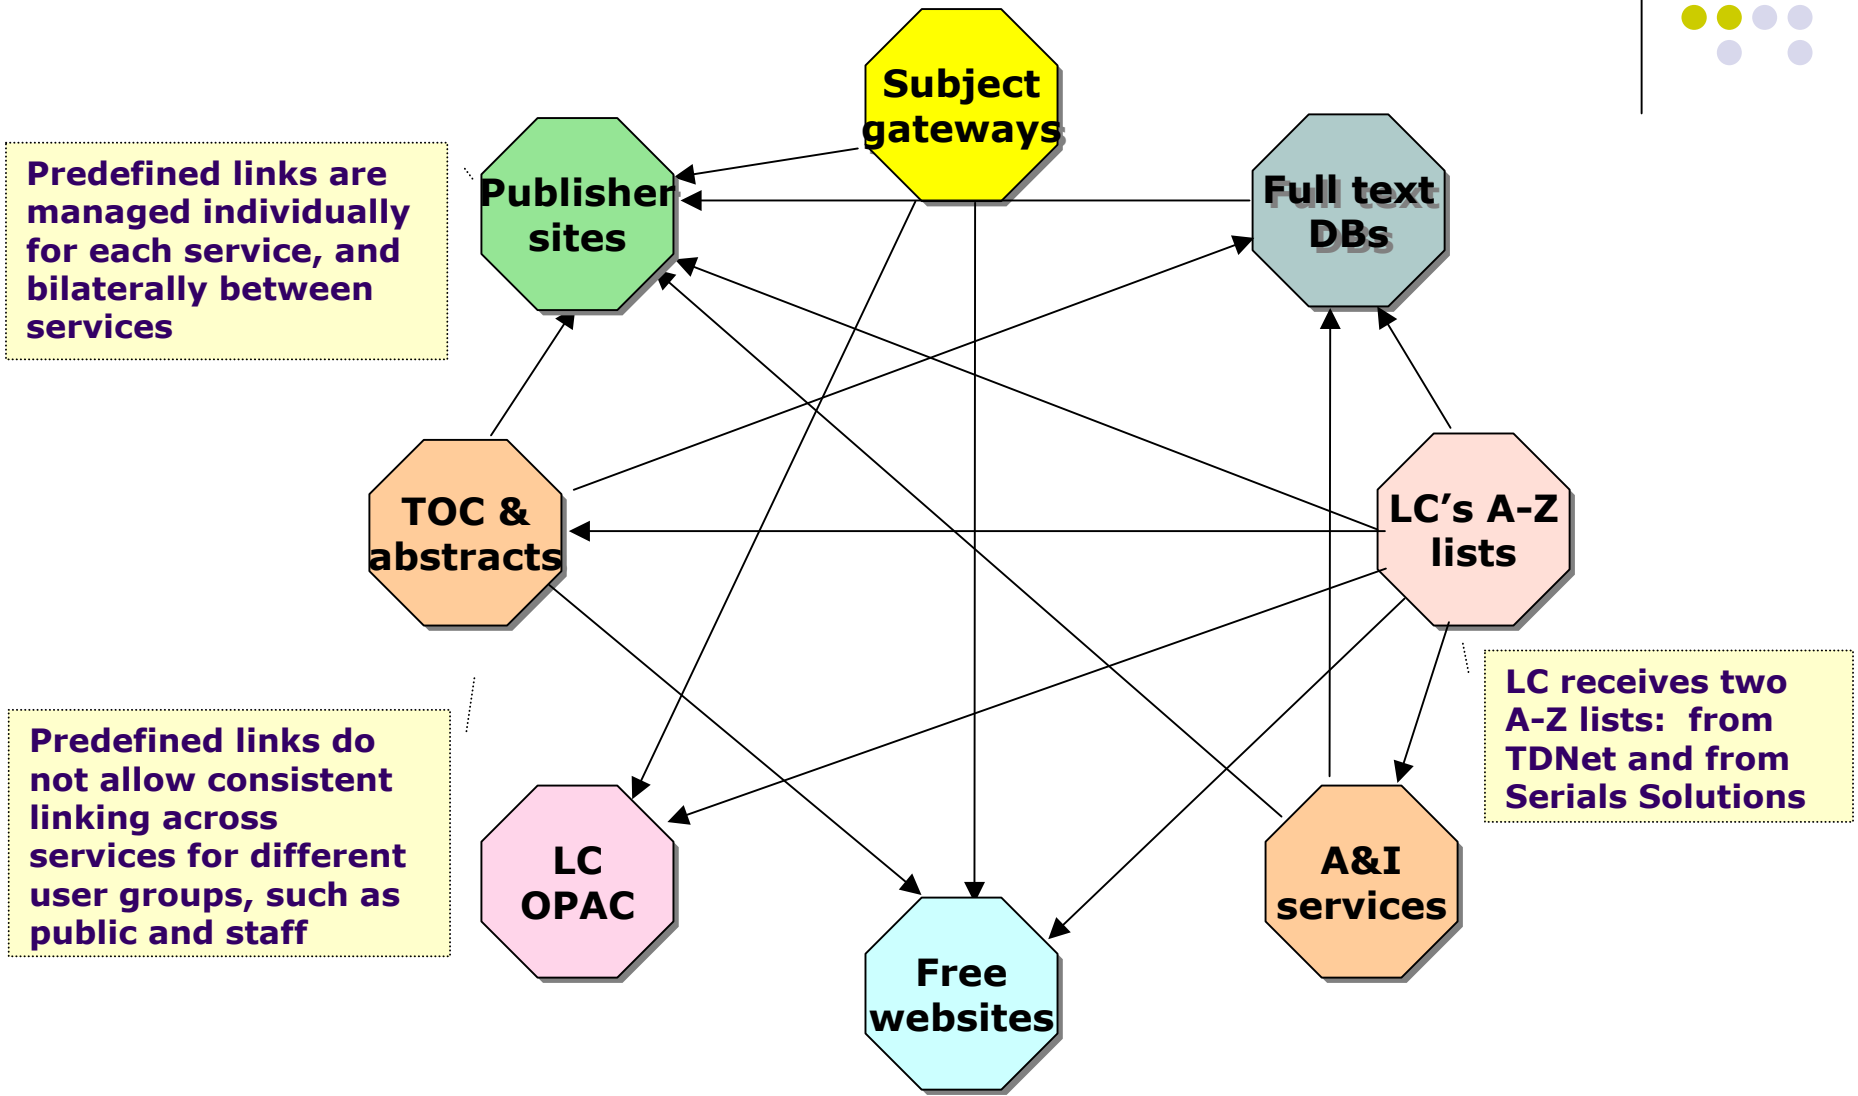 Subject
gateways
Publisher
sites
Full text
DBs
Predefined links are
managed individually
for each service, and
bilaterally between
services
TOC &
abstracts
LC’s A-Z
lists
LC receives two
A-Z lists:  from
TDNet and from
Serials Solutions
Predefined links do
not allow consistent
linking across
services for different
user groups, such as
public and staff
LC
OPAC
A&I
services
Free
websites